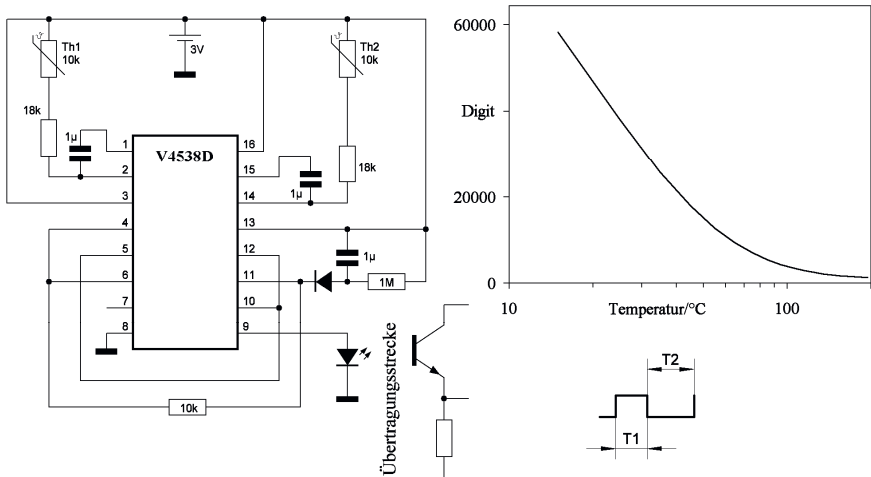 Th1
10k
18k
1µ
3V
Th2
10k
18k
1µ
V4538D
1
2
3
4
5
6
7
8
16
15
14
13
12
11
10
9
1µ
1M
10k
Übertragungsstrecke
60000
Digit
20000
0
10
Temperatur/°C
100
T2
T1